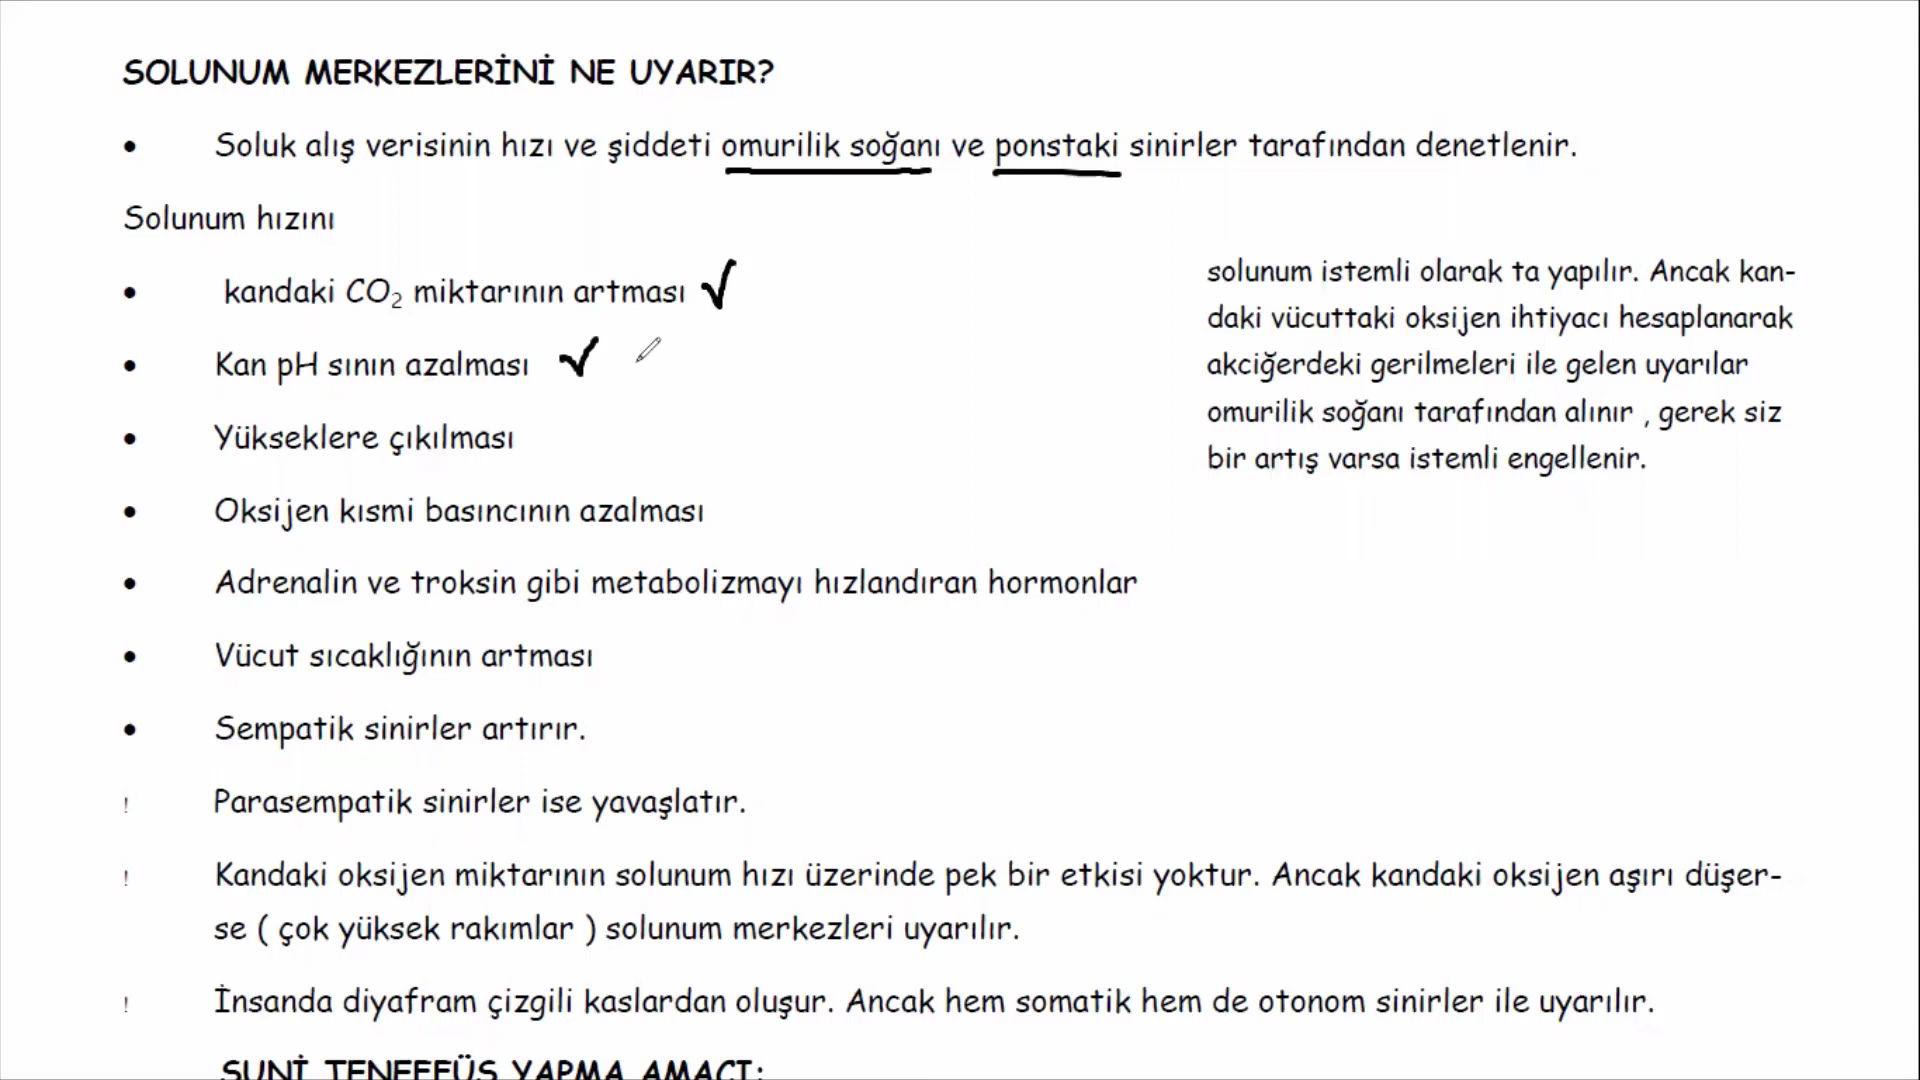 SOLUNUM MERKEZLERİNİ NE UYARIR?
• Soluk alış verisinin hızı ve şiddeti omurilik soğanı ve ponstaki sinirler tarafından denetlenir.
Solunum hızını
• kandaki CO₂ miktarının artması √
• Kan pH sının azalması √
• Yükseklere çıkılması
• Oksijen kısmi basıncının azalması
• Adrenalin ve troksin gibi metabolizmayı hızlandıran hormonlar
• Vücut sıcaklığının artması
• Sempatik sinirler artırır.
! Parasempatik sinirler ise yavaşlatır.
! Kandaki oksijen miktarının solunum hızı üzerinde pek bir etkisi yoktur. Ancak kandaki oksijen aşırı düşer-
se ( çok yüksek rakımlar ) solunum merkezleri uyarılır.
! İnsanda diyafram çizgili kaslardan oluşur. Ancak hem somatik hem de otonom sinirler ile uyarılır.
SUNİ TENEFFÜS YAPMA AMACI:
solunum istemli olarak ta yapılır. Ancak kan-
daki vücuttaki oksijen ihtiyacı hesaplanarak
akciğerdeki gerilmeleri ile gelen uyarılar
omurilik soğanı tarafından alınır , gerek siz
bir artış varsa istemli engellenir.